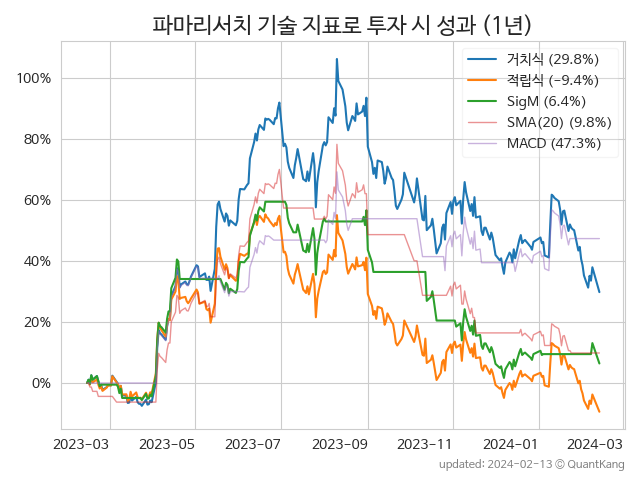 파마리서치 기술 지표로 투자 시 성과 (1년)
거치식 (29.8%)
적립식 (−9.4%)
SigM (6.4%)
SMA(20) (9.8%)
MACD (47.3%)
100%
80%
60%
40%
20%
0%
2023-03 2023-05 2023-07 2023-09 2023-11 2024-01 2024-03
updated: 2024-02-13 © QuantKang